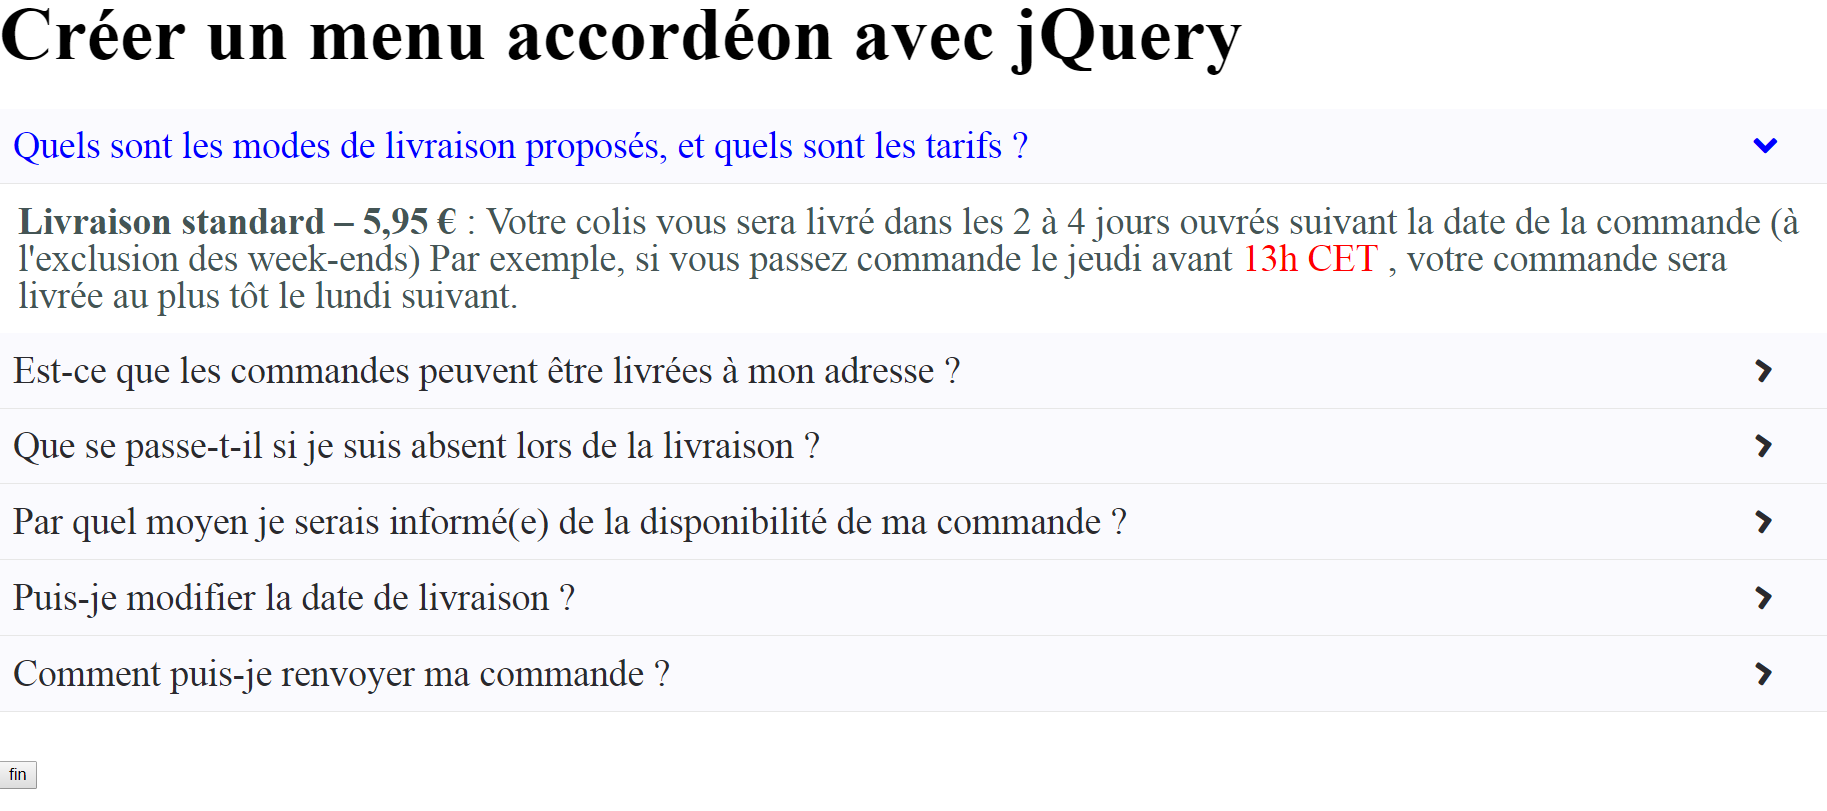 Créer un menu accordéon avec jQuery
Quels sont les modes de livraison proposés, et quels sont les tarifs ?
Livraison standard – 5,95 € : Votre colis vous sera livré dans les 2 à 4 jours ouvrés suivant la date de la commande (à
l'exclusion des week-ends) Par exemple, si vous passez commande le jeudi avant 13h CET , votre commande sera
livrée au plus tôt le lundi suivant.
Est-ce que les commandes peuvent être livrées à mon adresse ?
Que se passe-t-il si je suis absent lors de la livraison ?
Par quel moyen je serais informé(e) de la disponibilité de ma commande ?
Puis-je modifier la date de livraison ?
Comment puis-je renvoyer ma commande ?
fin